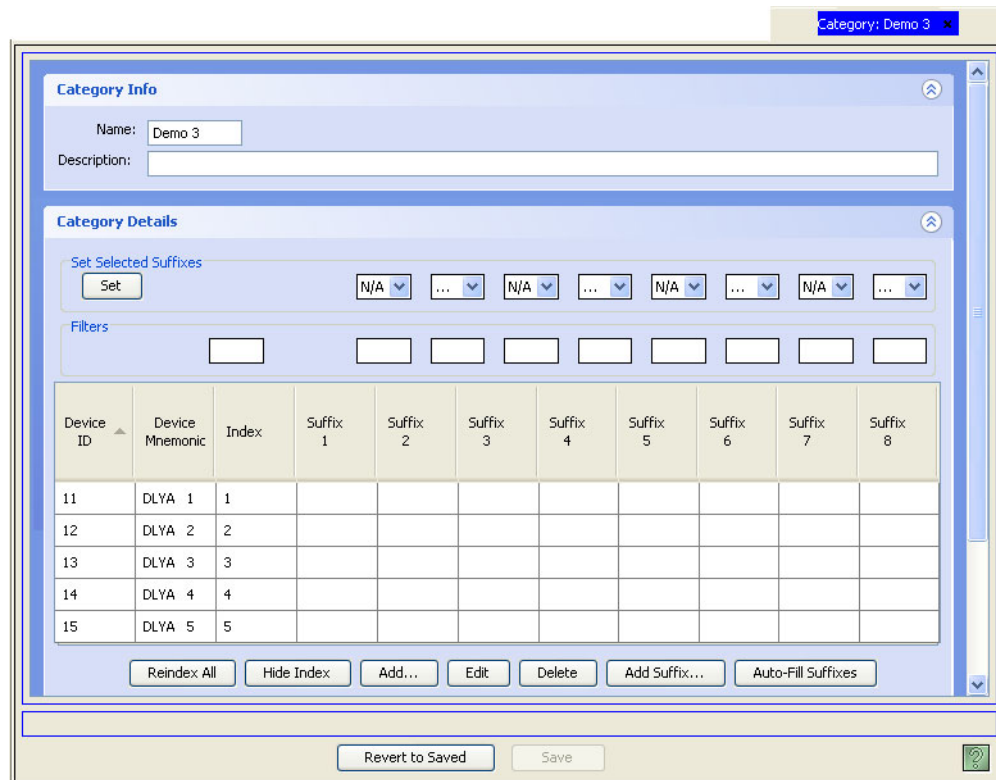 Category: Demo 3 ×
Category Info
Name: Demo 3
Description:
Category Details
Set Selected Suffixes
Set N/A ... N/A ... N/A ... N/A ...
Filters
Device ID Device Mnemonic Index Suffix 1 Suffix 2 Suffix 3 Suffix 4 Suffix 5 Suffix 6 Suffix 7 Suffix 8
11 DLYA 1 1
12 DLYA 2 2
13 DLYA 3 3
14 DLYA 4 4
15 DLYA 5 5
Reindex All Hide Index Add... Edit Delete Add Suffix... Auto-Fill Suffixes
Revert to Saved Save ?